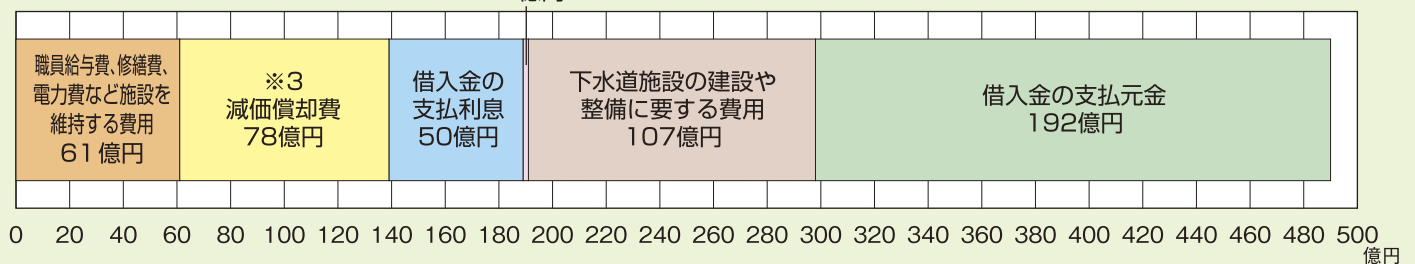 職員給与費、修繕費、
電力費など施設を
維持する費用
61億円
※3
減価償却費
78億円
借入金の
支払利息
50億円
下水道施設の建設や
整備に要する費用
107億円
借入金の支払元金
192億円
0 20 40 60 80 100 120 140 160 180 200 220 240 260 280 300 320 340 360 380 400 420 440 460 480 500
億円